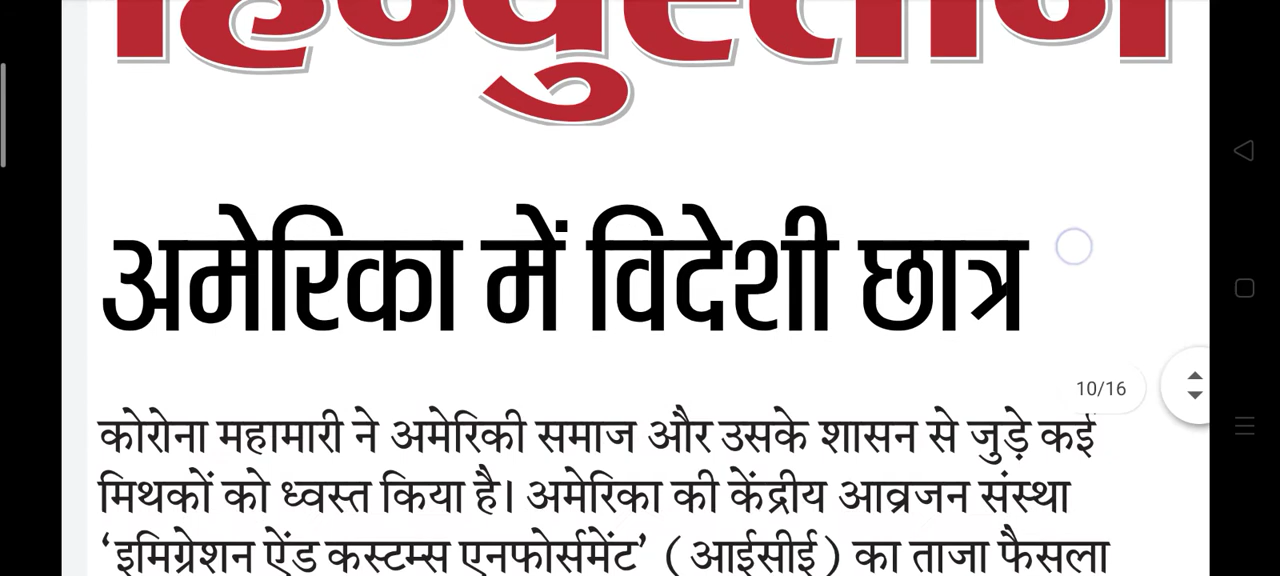 हिन्दुस्तान
अमेरिका में विदेशी छात्र
10/16
कोरोना महामारी ने अमेरिकी समाज और उसके शासन से जुड़े कई
मिथकों को ध्वस्त किया है। अमेरिका की केंद्रीय आव्रजन संस्था
‘इमिग्रेशन ऐंड कस्टम्स एनफोर्समेंट’ (आईसीई) का ताजा फैसला